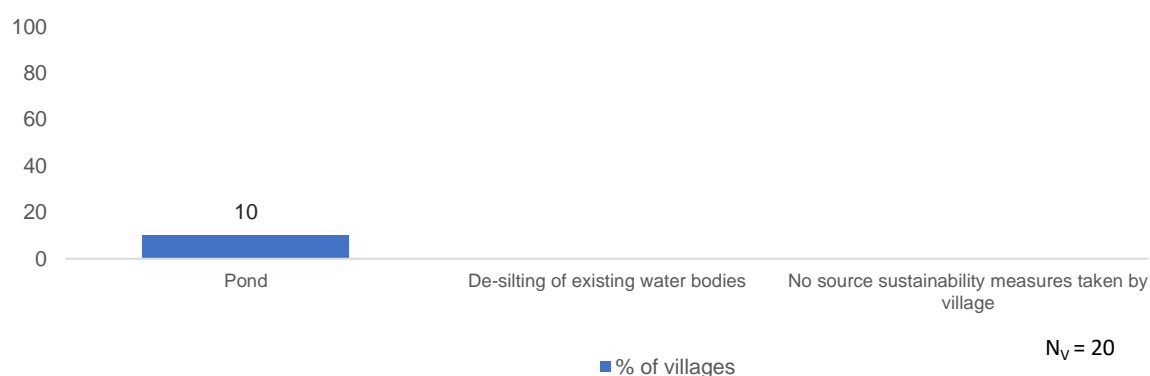 100
80
60
40
20
0
10
Pond
De-silting of existing water bodies
No source sustainability measures taken by
village
Nᵥ = 20
% of villages